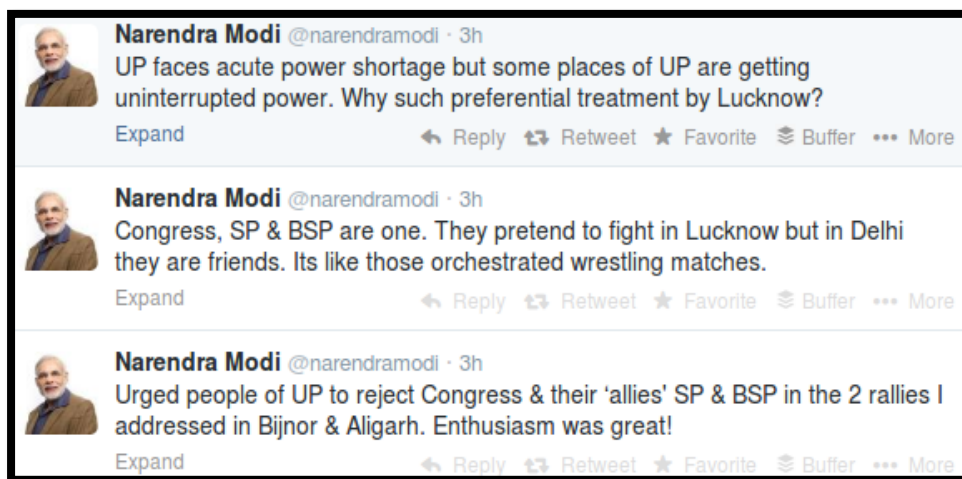 Narendra Modi @narendramodi · 3h
UP faces acute power shortage but some places of UP are getting
uninterrupted power. Why such preferential treatment by Lucknow?
Expand Reply Retweet Favorite Buffer More
Narendra Modi @narendramodi · 3h
Congress, SP & BSP are one. They pretend to fight in Lucknow but in Delhi
they are friends. Its like those orchestrated wrestling matches.
Expand Reply Retweet Favorite Buffer More
Narendra Modi @narendramodi · 3h
Urged people of UP to reject Congress & their ‘allies' SP & BSP in the 2 rallies I
addressed in Bijnor & Aligarh. Enthusiasm was great!
Expand Reply Retweet Favorite Buffer More